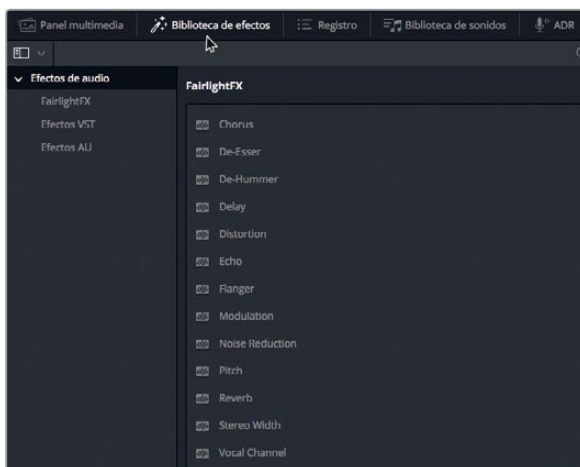 Panel multimedia Biblioteca de efectos Registro Biblioteca de sonidos ADR
Efectos de audio
FairlightFX
Efectos VST
Efectos AU
FairlightFX
Chorus
De-Esser
De-Hummer
Delay
Distortion
Echo
Flanger
Modulation
Noise Reduction
Pitch
Reverb
Stereo Width
Vocal Channel